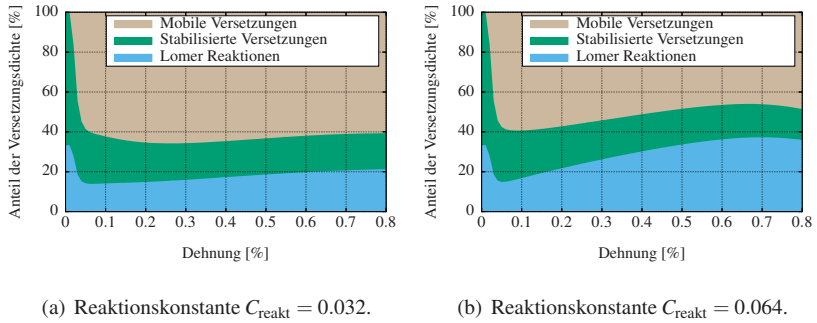 Anteil der Versetzungsdichte [%]
100
80
60
40
20
0
Mobile Versetzungen
Stabilisierte Versetzungen
Lomer Reaktionen
0 0.1 0.2 0.3 0.4 0.5 0.6 0.7 0.8
Dehnung [%]
(a) Reaktionskonstante C_reakt = 0.032.
Anteil der Versetzungsdichte [%]
100
80
60
40
20
0
Mobile Versetzungen
Stabilisierte Versetzungen
Lomer Reaktionen
0 0.1 0.2 0.3 0.4 0.5 0.6 0.7 0.8
Dehnung [%]
(b) Reaktionskonstante C_reakt = 0.064.